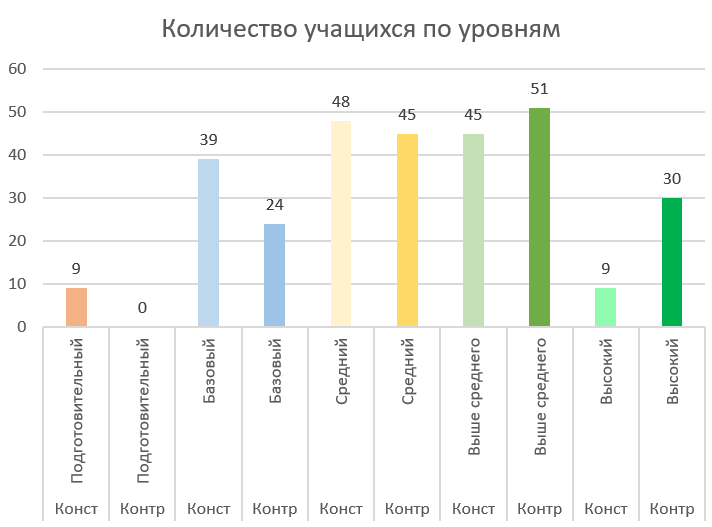 Количество учащихся по уровням
60
50
40
30
20
10
0
9
0
39
24
48
45
45
51
9
30
Подготовительный
Подготовительный
Базовый
Базовый
Средний
Средний
Выше среднего
Выше среднего
Высокий
Высокий
Конст Контр Конст Контр Конст Контр Конст Контр Конст Контр